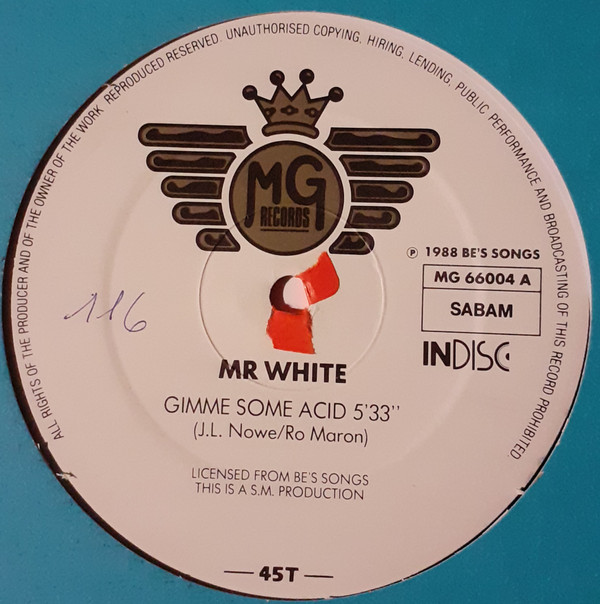 ALL RIGHTS OF THE PRODUCER AND OF THE OWNER OF THE WORK REPRODUCED RESERVED. UNAUTHORISED COPYING, HIRING, LENDING, PUBLIC PERFORMANCE AND BROADCASTING OF THIS RECORD PROHIBITED.
MG
RECORDS
℗ 1988 BE'S SONGS
MG 66004 A
SABAM
INDISC
116
MR WHITE
GIMME SOME ACID 5'33''
(J.L. Nowe/Ro Maron)
LICENSED FROM BE'S SONGS
THIS IS A S.M. PRODUCTION
— 45T —